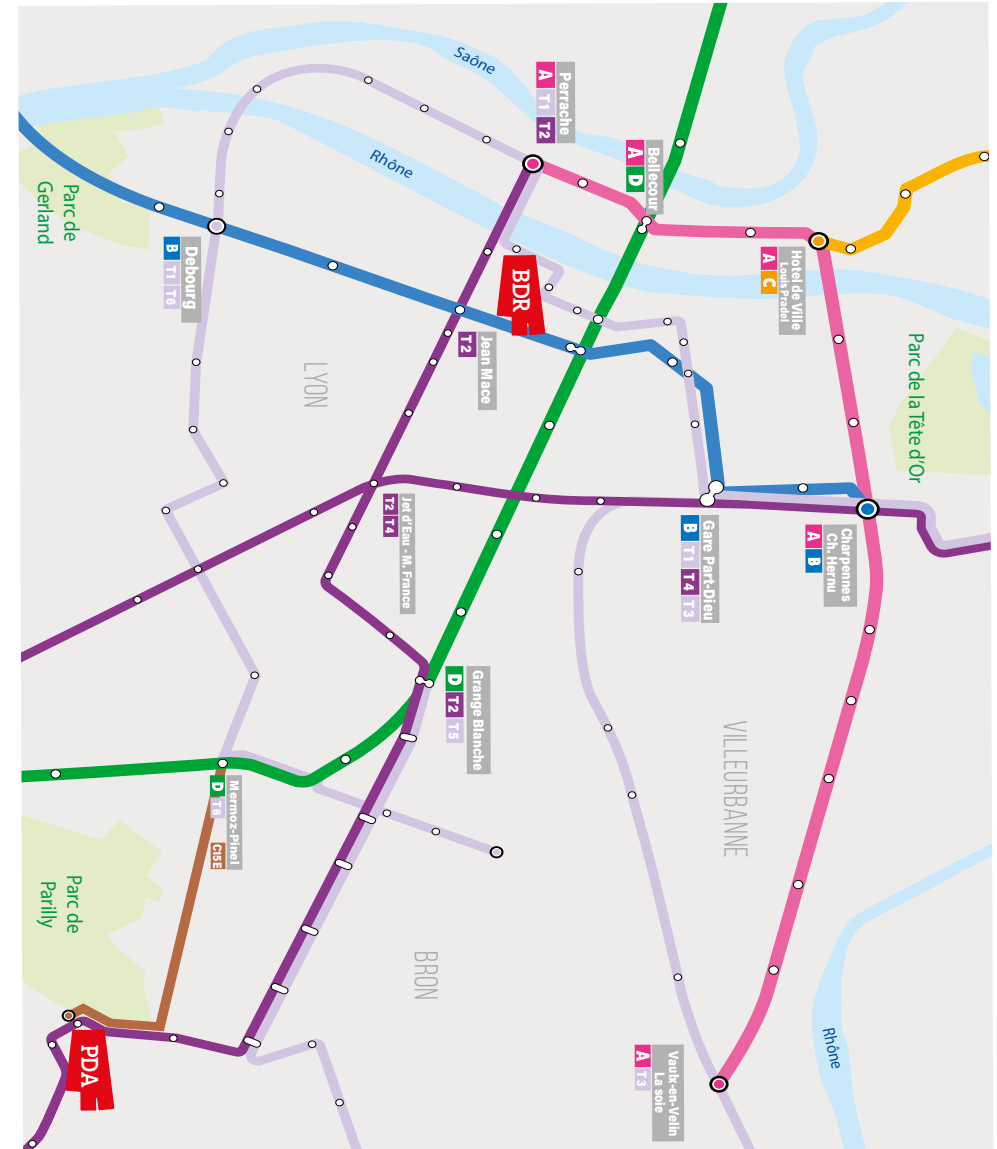 Saône
Perrache
A T1 T2
Bellecour
A D
Rhône
Parc de
Gerland
Debourg
B T1 T6
BDR
Hotel de Ville
Louis Pradel
A C
Jean Mace
T2
Parc de la Tête d'Or
LYON
Jet d'Eau - M. France
T2 T4
Gare Part-Dieu
B T1 T4 T3
Charpennes
Ch. Hernu
A B
Grange Blanche
D T2 T5
VILLEURBANNE
Mermoz-Pinel
D T6 C15E
Parc de
Parilly
BRON
PDA
Vaulx-en-Velin
La soie
A T3
Rhône